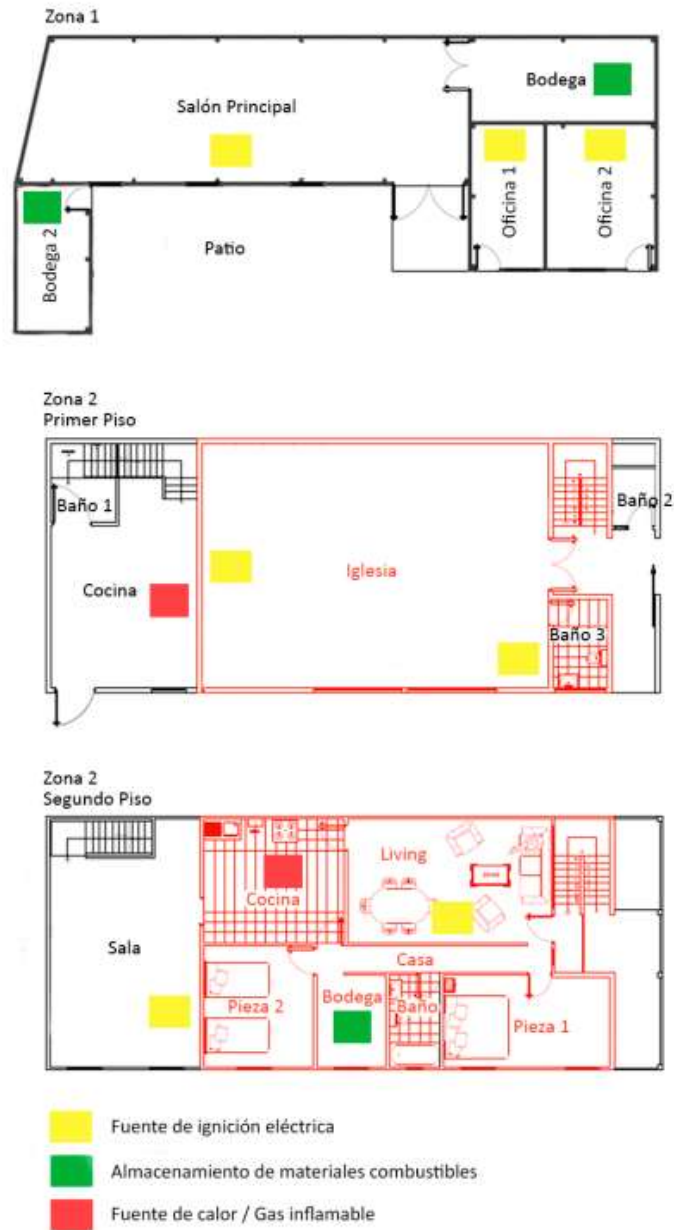 Zona 1
Bodega
Salón Principal
Oficina 1
Oficina 2
Bodega 2
Patio
Zona 2
Primer Piso
Baño 1
Baño 2
Iglesia
Cocina
Baño 3
Zona 2
Segundo Piso
Living
Cocina
Sala
Casa
Pieza 2
Bodega
Baño
Pieza 1
Fuente de ignición eléctrica
Almacenamiento de materiales combustibles
Fuente de calor / Gas inflamable